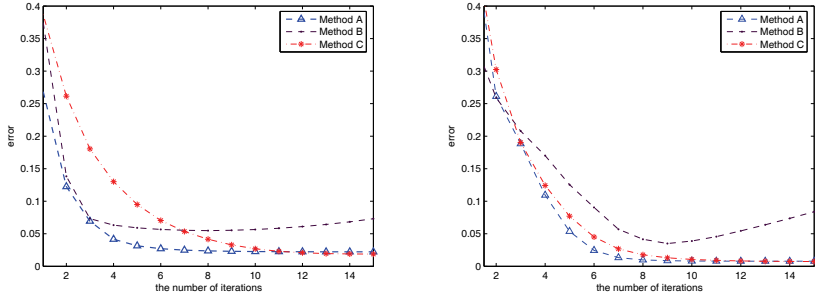 0.4
0.35
0.3
0.25
0.2
0.15
0.1
0.05
0
error
2 4 6 8 10 12 14
the number of iterations
Method A
Method B
Method C
0.4
0.35
0.3
0.25
0.2
0.15
0.1
0.05
0
error
2 4 6 8 10 12 14
the number of iterations
Method A
Method B
Method C